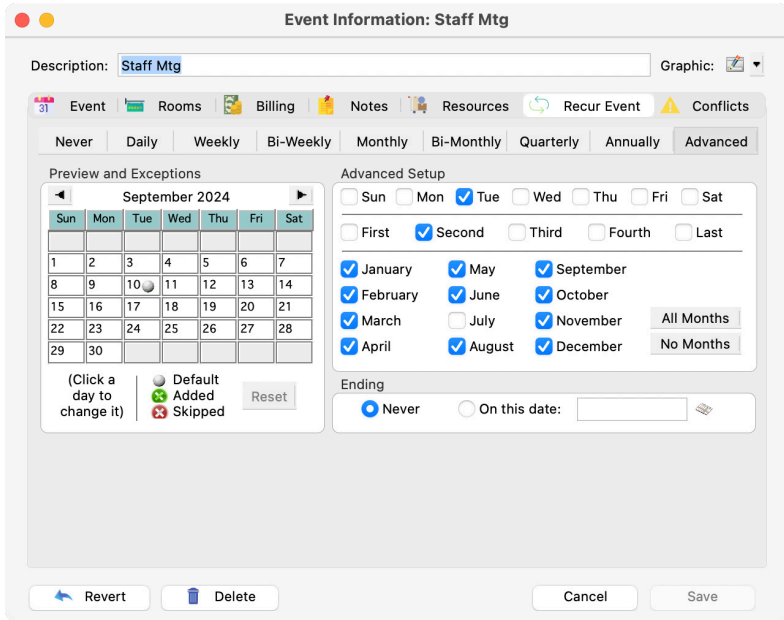 Event Information: Staff Mtg
Description: Staff Mtg Graphic:
31 Event Rooms Billing Notes Resources Recur Event Conflicts
Never Daily Weekly Bi-Weekly Monthly Bi-Monthly Quarterly Annually Advanced
Preview and Exceptions
September 2024
Sun Mon Tue Wed Thu Fri Sat
1 2 3 4 5 6 7
8 9 10 11 12 13 14
15 16 17 18 19 20 21
22 23 24 25 26 27 28
29 30
(Click a
day to
change it)
Default
Added
Skipped
Reset
Advanced Setup
Sun Mon Tue Wed Thu Fri Sat
First Second Third Fourth Last
January May September
February June October
March July November
April August December
All Months
No Months
Ending
Never On this date:
Revert Delete Cancel Save